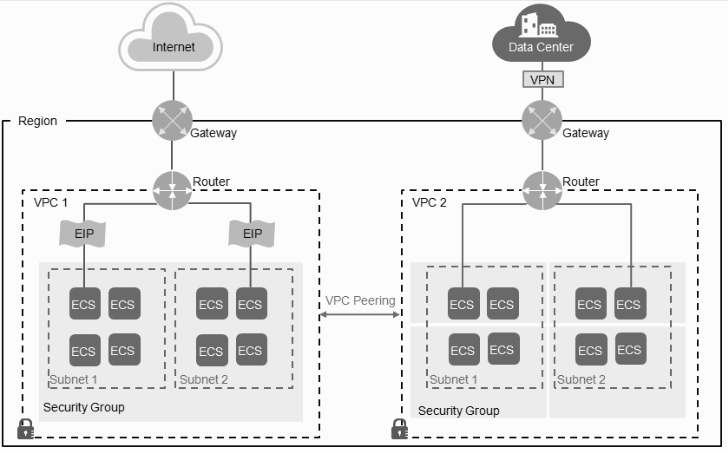 Internet
Data Center
VPN
Region
Gateway
Gateway
Router
Router
VPC 1
VPC 2
EIP
EIP
ECS
ECS
ECS
ECS
VPC Peering
ECS
ECS
ECS
ECS
ECS
ECS
ECS
ECS
ECS
ECS
ECS
ECS
Subnet 1
Subnet 2
Subnet 1
Subnet 2
Security Group
Security Group